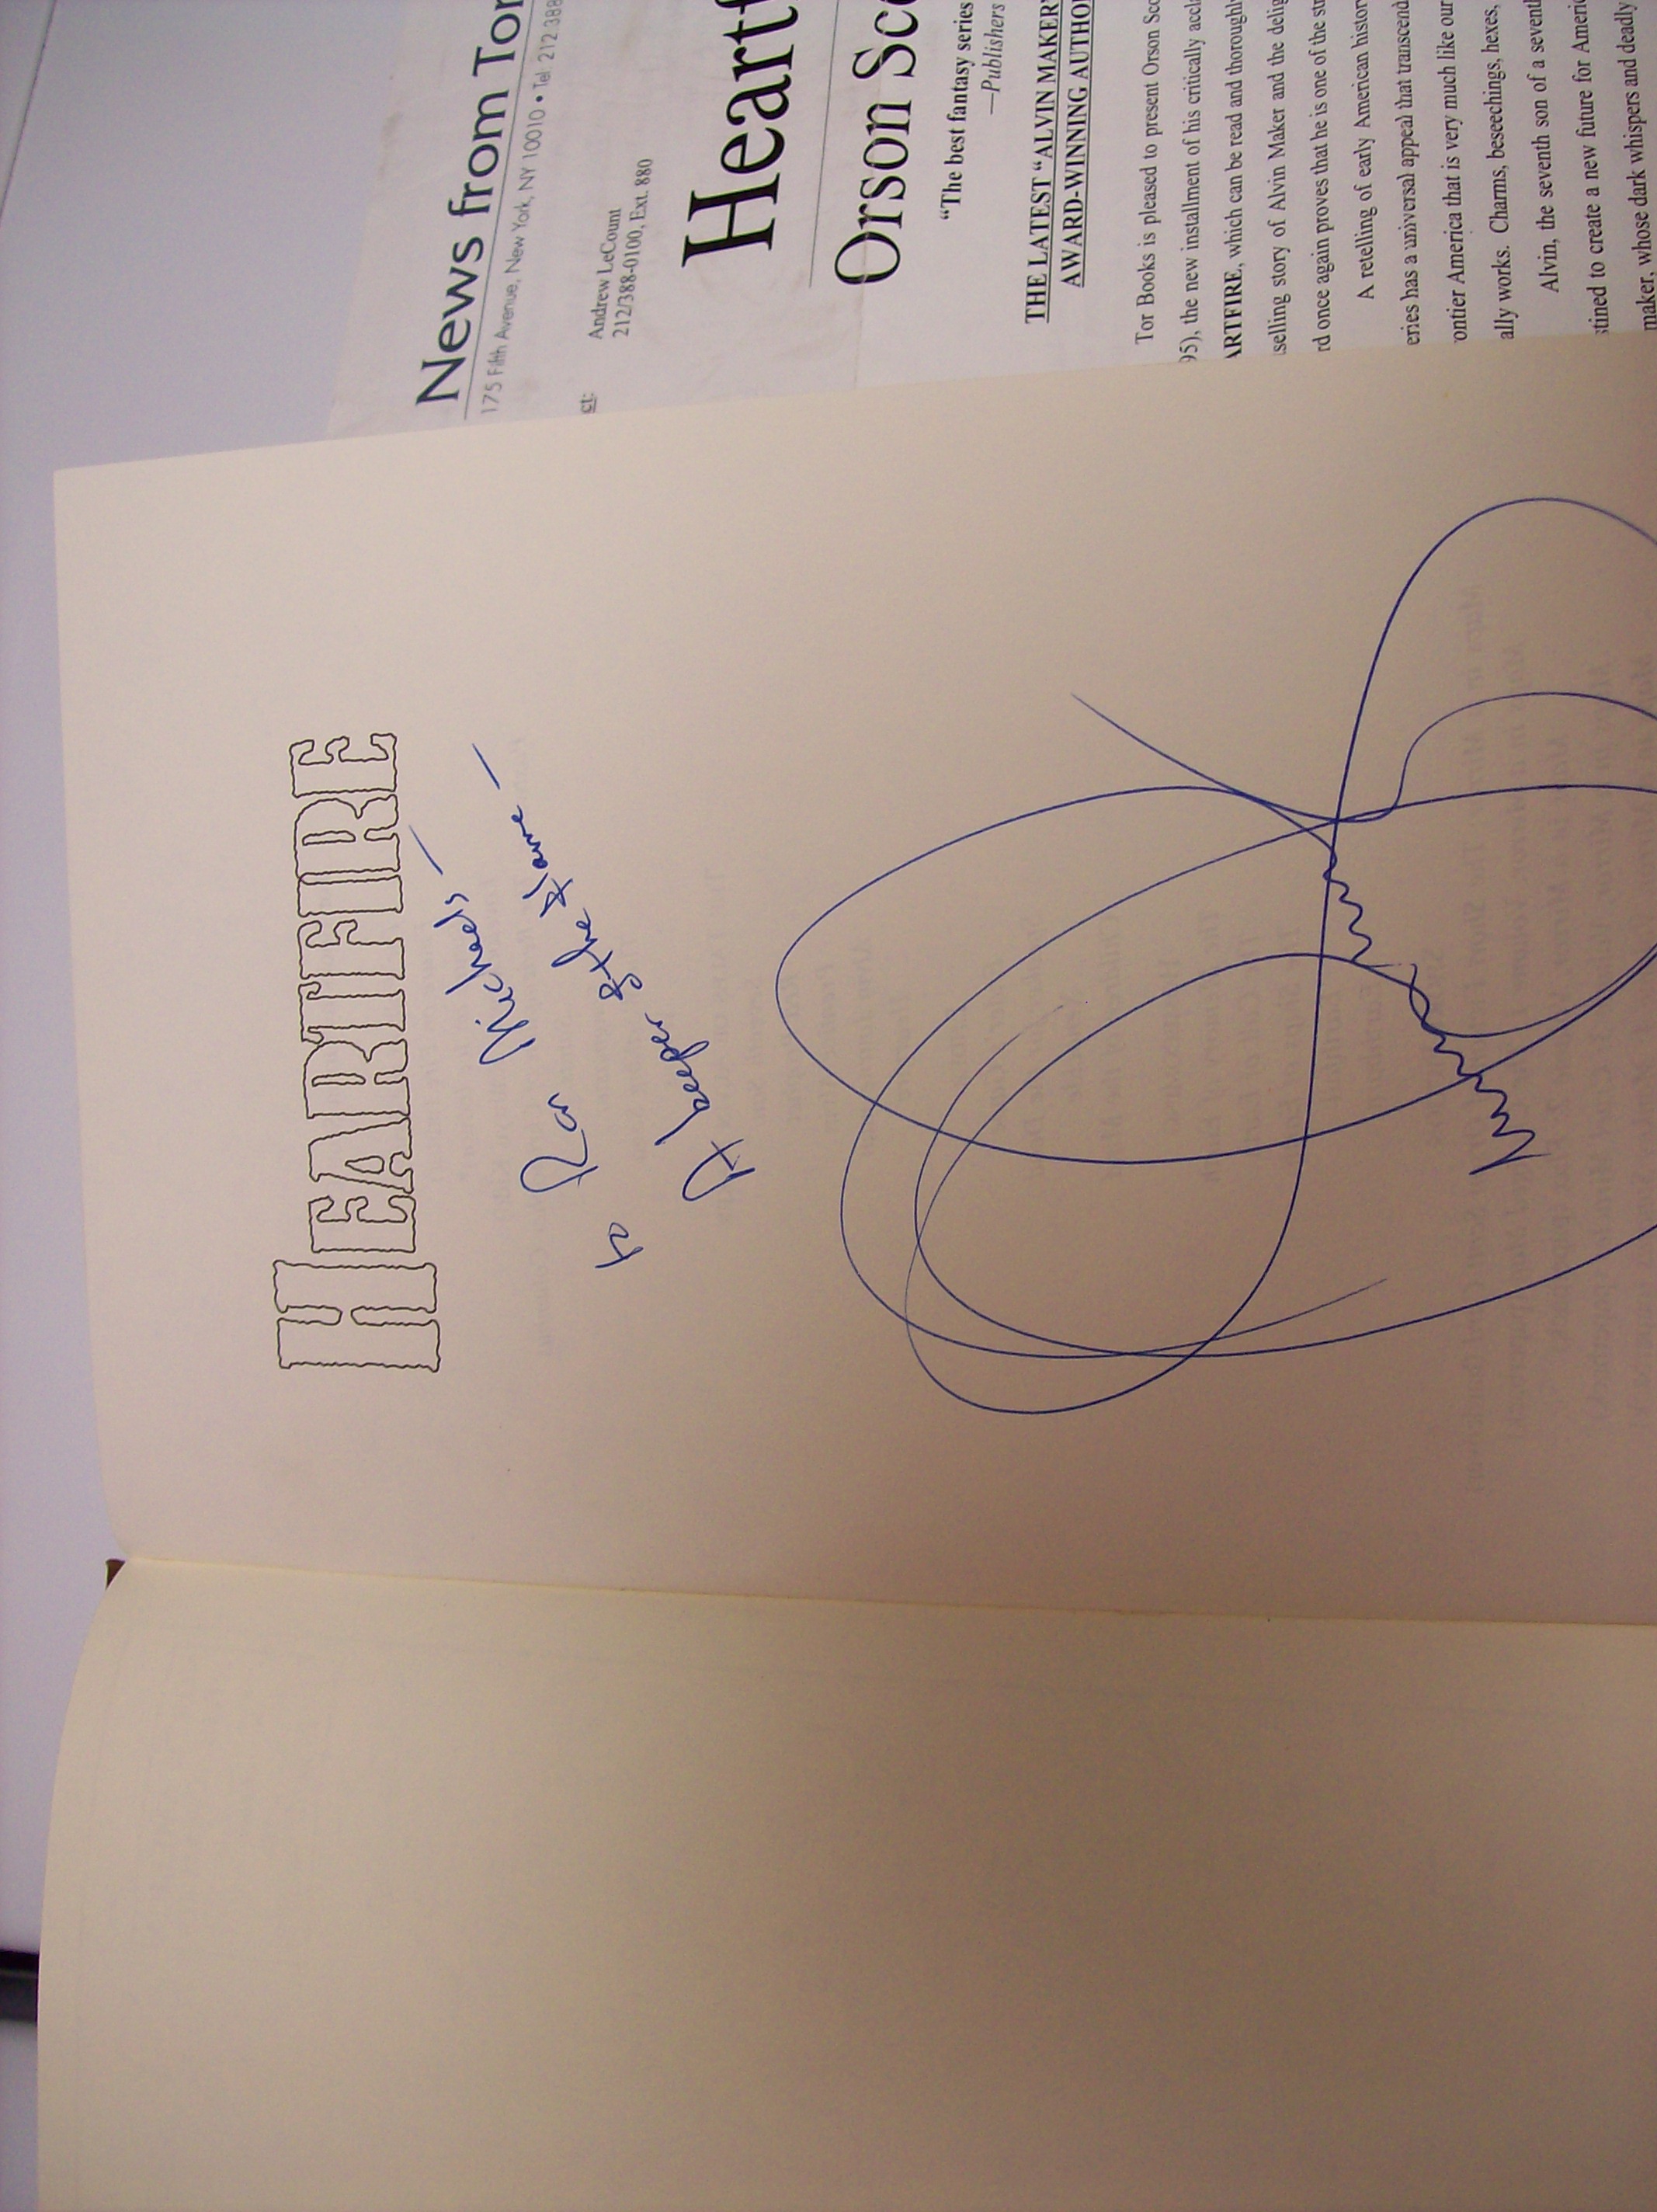 HEARTFIRE
to Ron Michaels —
A keeper of the flame —
News from Tor
175 Fifth Avenue, New York, NY 10010 • Tel. 212 388
ct:
Andrew LeCount
212/388-0100, Ext. 880
Heartf
Orson Sc
"The best fantasy series
—Publishers
THE LATEST "ALVIN MAKER"
AWARD-WINNING AUTHO
Tor Books is pleased to present Orson Sc
95), the new installment of his critically accl
ARTFIRE, which can be read and thoroughl
selling story of Alvin Maker and the delig
rd once again proves that he is one of the st
A retelling of early American history
eries has a universal appeal that transcend
ontier America that is very much like our
ally works. Charms, beseechings, hexes,
Alvin, the seventh son of a sevent
stined to create a new future for Americ
maker, whose dark whispers and deadly